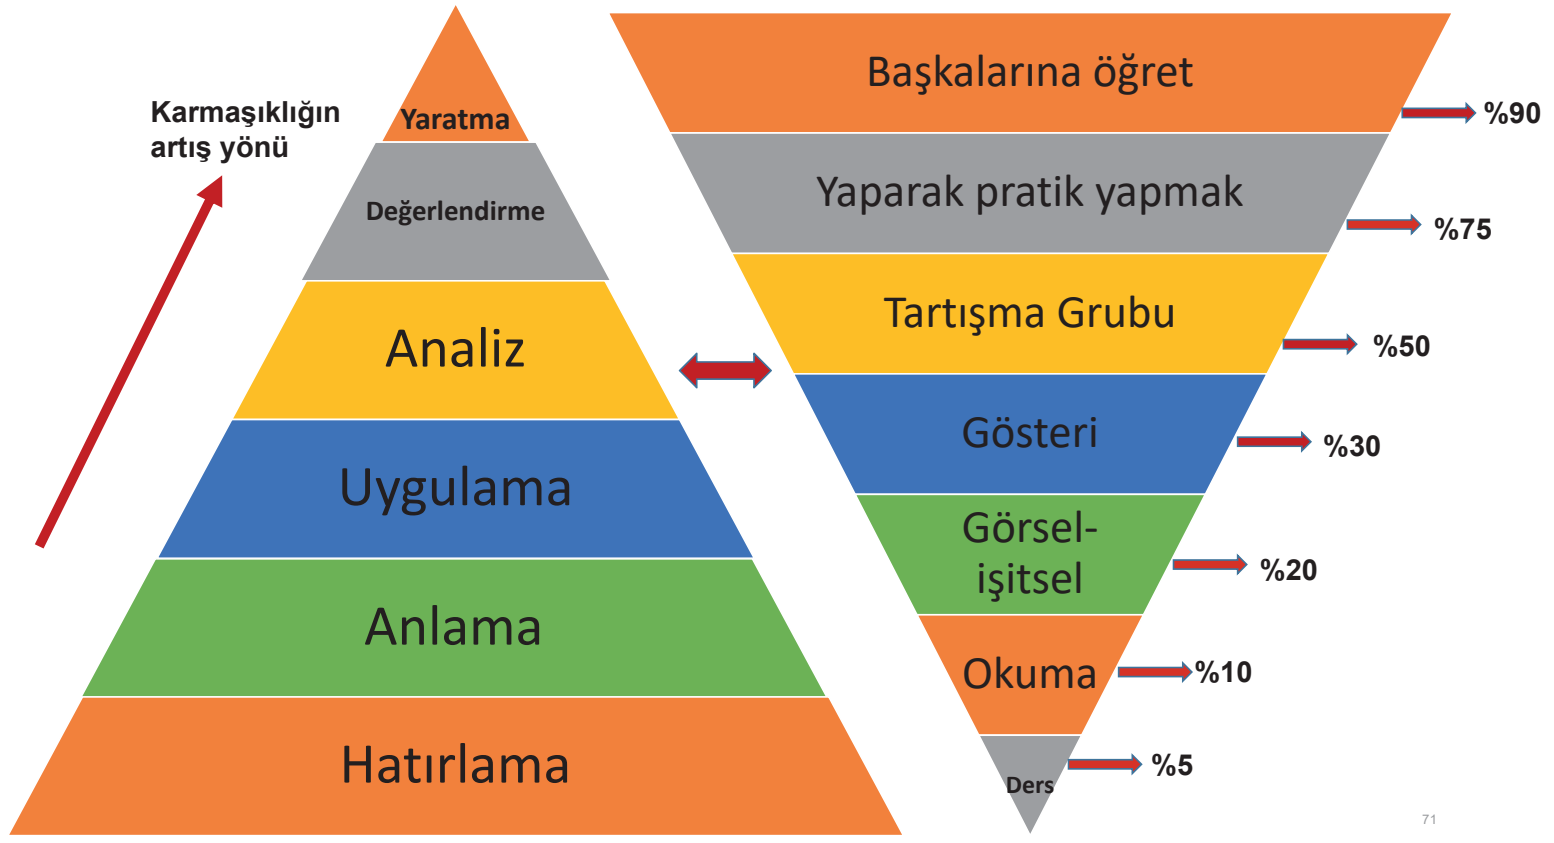 Karmaşıklığın
artış yönü
Yaratma
Değerlendirme
Analiz
Uygulama
Anlama
Hatırlama
Başkalarına öğret
%90
Yaparak pratik yapmak
%75
Tartışma Grubu
%50
Gösteri
%30
Görsel-
işitsel
%20
Okuma
%10
Ders
%5
71